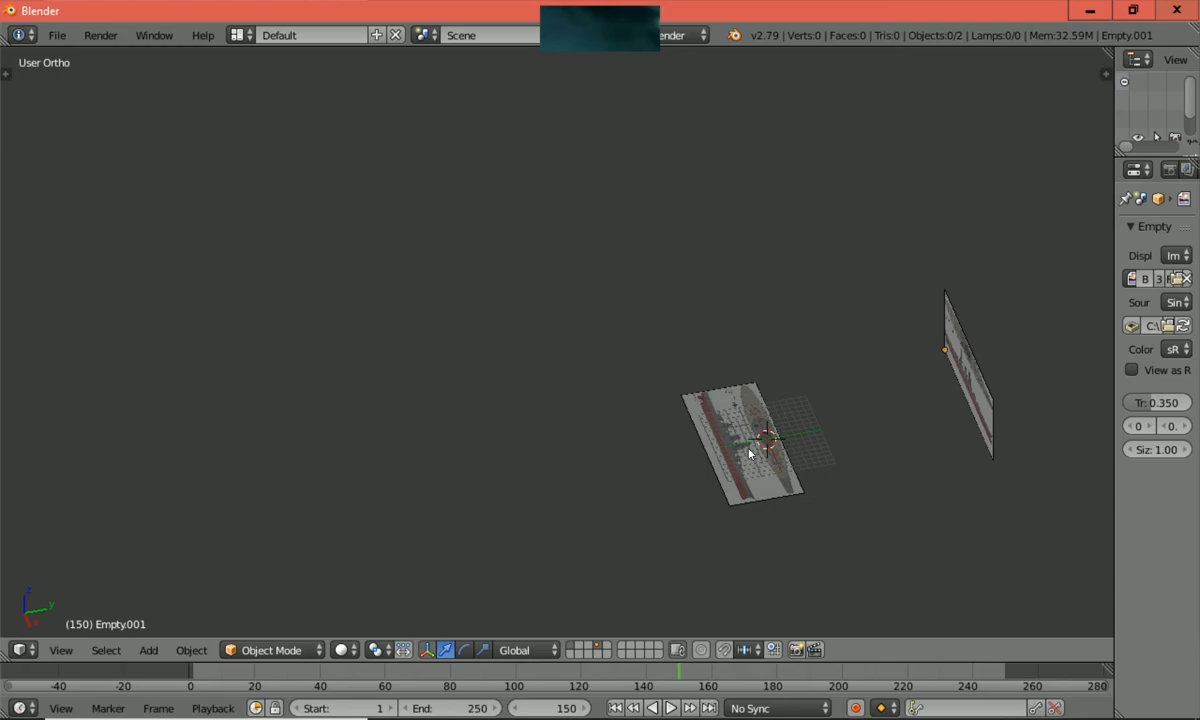 Blender
File Render Window Help Default Scene ender v2.79 | Verts:0 | Faces:0 | Tris:0 | Objects:0/2 | Lamps:0/0 | Mem:32.59M | Empty.001
User Ortho
View
Empty
Displ Im
B 3 F
Sour Sin
C:\
Color sR
View as R
Tr: 0.350
0 0.
Siz: 1.00
z
y
x
(150) Empty.001
View Select Add Object Object Mode Global
-40 -20 0 20 40 60 80 100 120 140 160 180 200 220 240 260 280
View Marker Frame Playback Start: 1 End: 250 150 No Sync